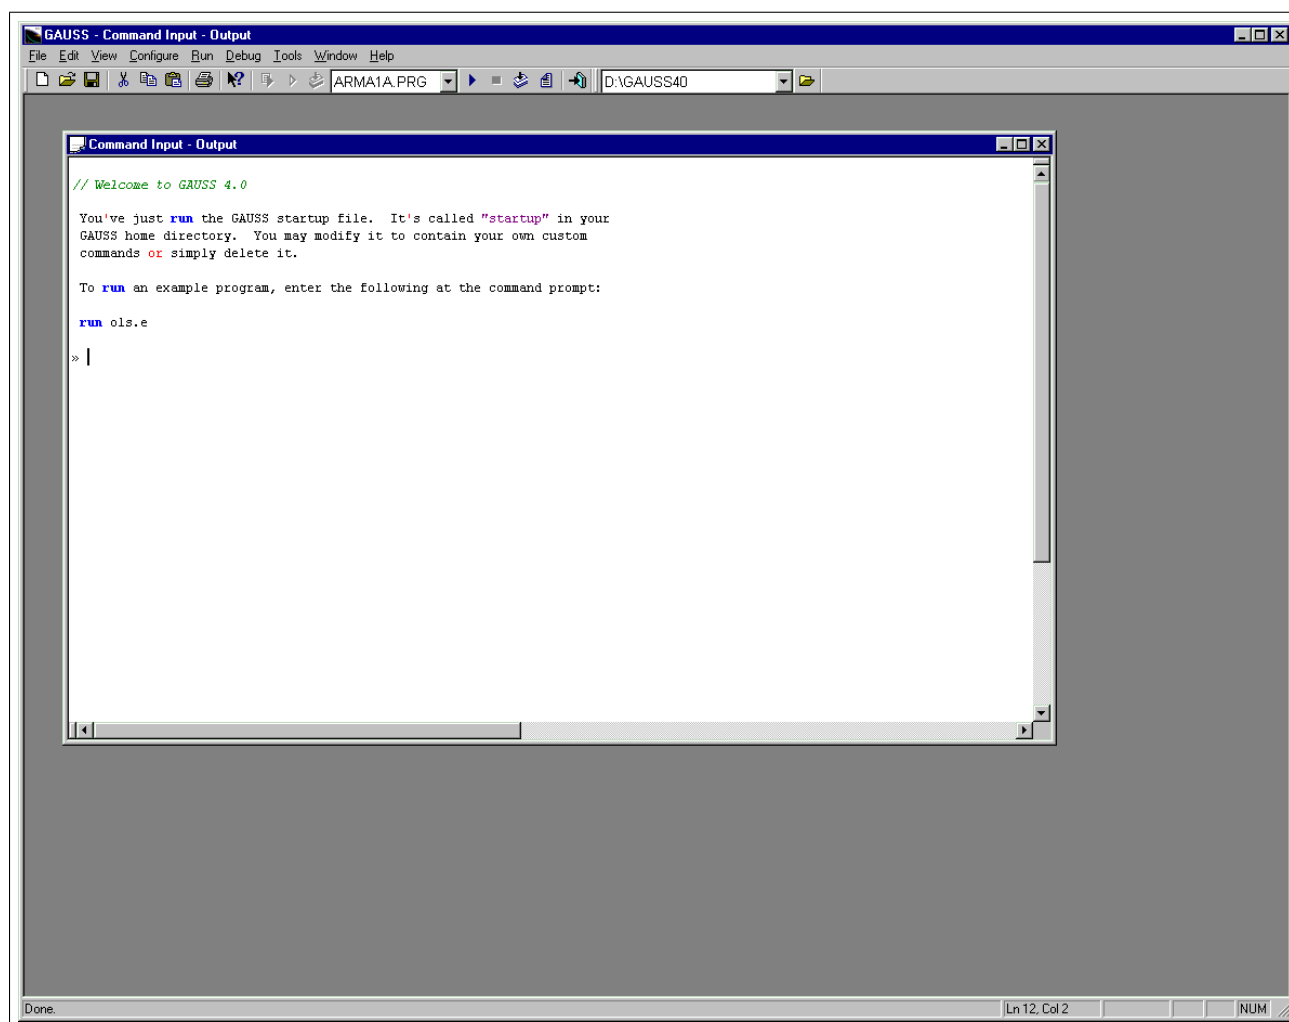 GAUSS - Command Input - Output
File Edit View Configure Run Debug Tools Window Help
ARMA1A.PRG D:\GAUSS40
Command Input - Output
// Welcome to GAUSS 4.0
You've just run the GAUSS startup file. It's called "startup" in your
GAUSS home directory. You may modify it to contain your own custom
commands or simply delete it.
To run an example program, enter the following at the command prompt:
run ols.e
»
Done. Ln 12, Col 2 NUM